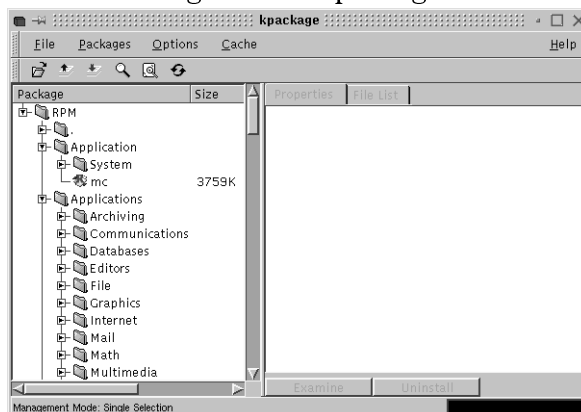 kpackage
File Packages Options Cache Help
Package Size
Properties File List
RPM
.
Application
System
mc 3759K
Applications
Archiving
Communications
Databases
Editors
File
Graphics
Internet
Mail
Math
Multimedia
Examine Uninstall
Management Mode: Single Selection